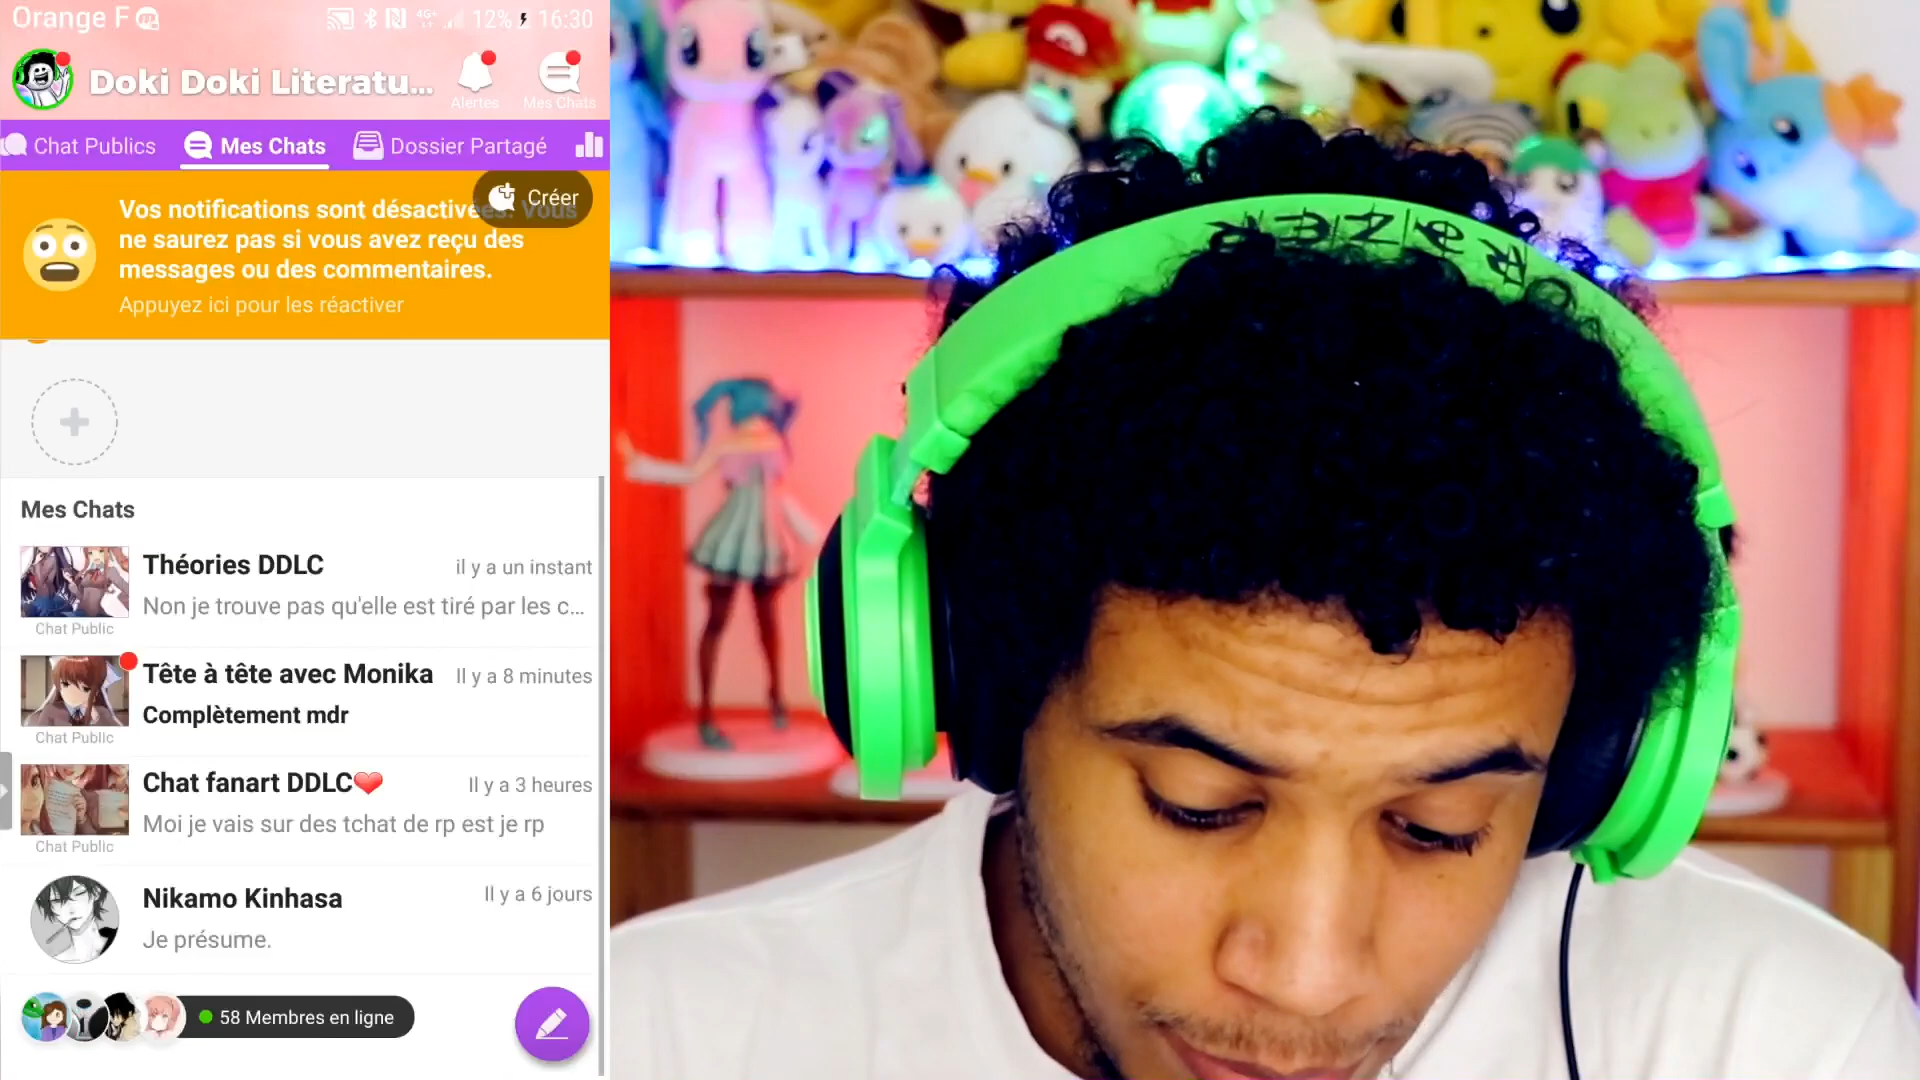 Orange F
4G+ 12% 16:30
Doki Doki Literatu...
Alertes
Mes Chats
Chat Publics
Mes Chats
Dossier Partagé
Créer
Vos notifications sont désactivées. Vous
ne saurez pas si vous avez reçu des
messages ou des commentaires.
Appuyez ici pour les réactiver
Mes Chats
Théories DDLC
il y a un instant
Non je trouve pas qu'elle est tiré par les c...
Chat Public
Tête à tête avec Monika
Il y a 8 minutes
Complètement mdr
Chat Public
Chat fanart DDLC❤
Il y a 3 heures
Moi je vais sur des tchat de rp est je rp
Chat Public
Nikamo Kinhasa
Il y a 6 jours
Je présume.
58 Membres en ligne